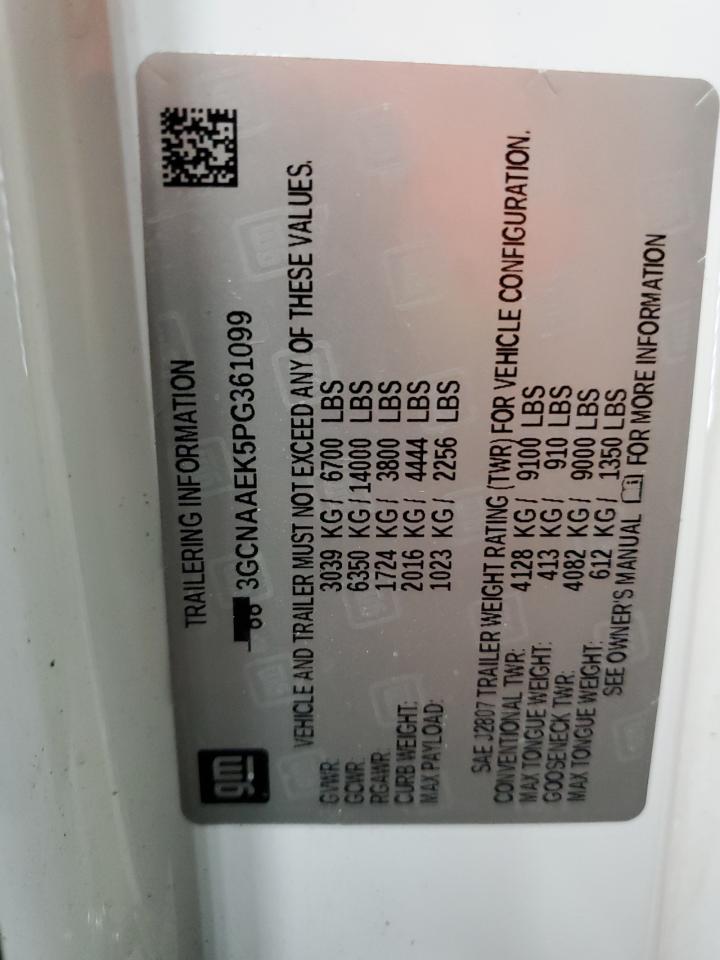 gm
TRAILERING INFORMATION
3GCNAAEK5PG361099
VEHICLE AND TRAILER MUST NOT EXCEED ANY OF THESE VALUES.
GVWR: 3039 KG / 6700 LBS
GCWR: 6350 KG / 14000 LBS
RGAWR: 1724 KG / 3800 LBS
CURB WEIGHT: 2016 KG / 4444 LBS
MAX PAYLOAD: 1023 KG / 2256 LBS
SAE J2807 TRAILER WEIGHT RATING (TWR) FOR VEHICLE CONFIGURATION.
CONVENTIONAL TWR: 4128 KG / 9100 LBS
MAX TONGUE WEIGHT: 413 KG / 910 LBS
GOOSENECK TWR: 4082 KG / 9000 LBS
MAX TONGUE WEIGHT: 612 KG / 1350 LBS
SEE OWNER'S MANUAL FOR MORE INFORMATION